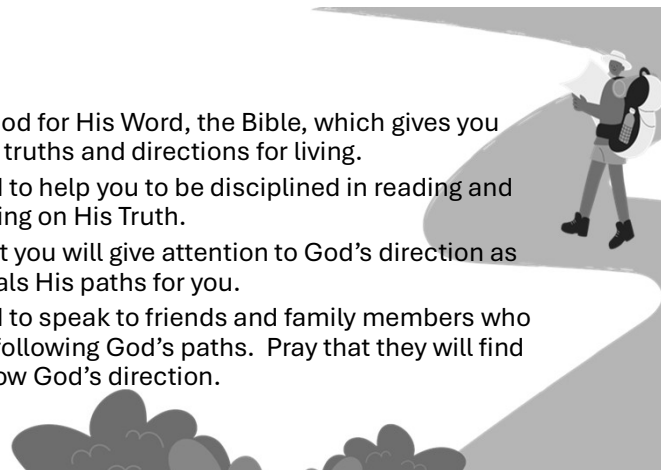 od for His Word, the Bible, which gives you
truths and directions for living.
to help you to be disciplined in reading and
ing on His Truth.
t you will give attention to God's direction as
als His paths for you.
to speak to friends and family members who
following God's paths.  Pray that they will find
ow God's direction.